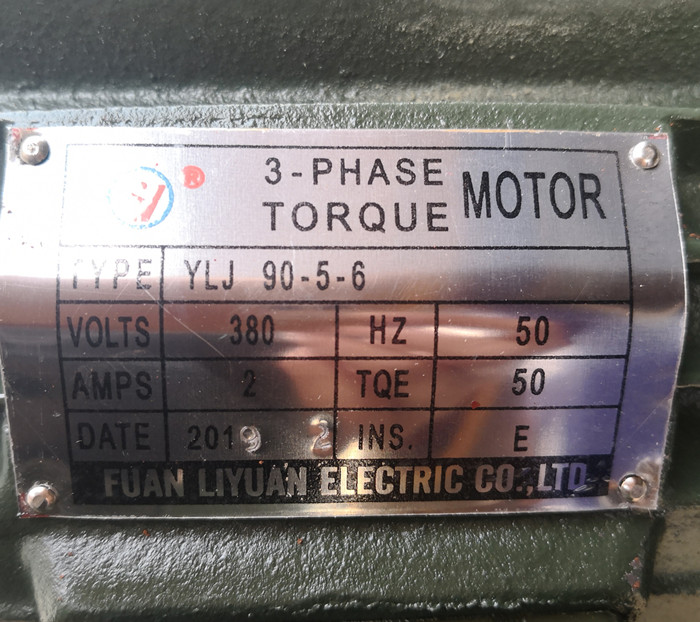 ®
3-PHASE
TORQUE MOTOR
TYPE YLJ 90-5-6
VOLTS 380 HZ 50
AMPS 2 TQE 50
DATE 2019 2 INS. E
FUAN LIYUAN ELECTRIC CO.,LTD